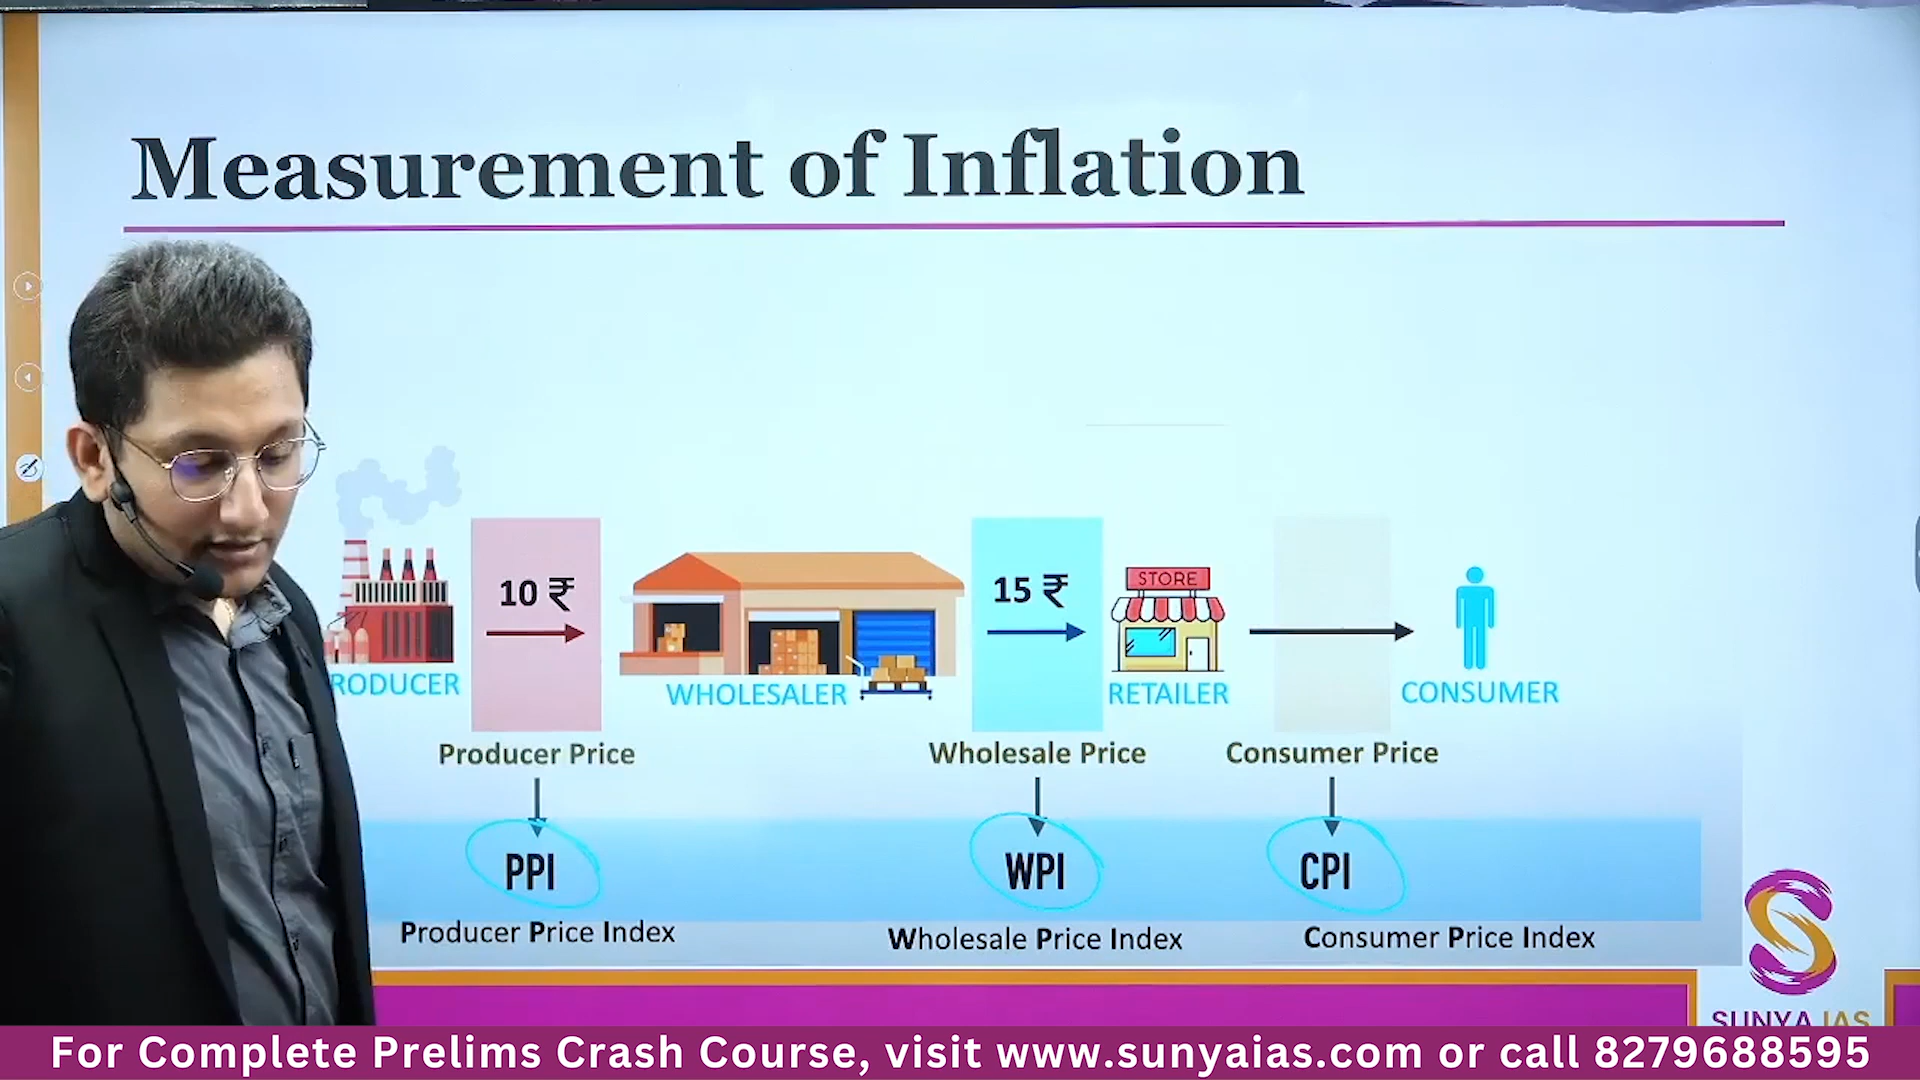 Measurement of Inflation
10 ₹
15 ₹
STORE
RODUCER
WHOLESALER
RETAILER
CONSUMER
Producer Price
Wholesale Price
Consumer Price
PPI
WPI
CPI
Producer Price Index
Wholesale Price Index
Consumer Price Index
SUNYA IAS
For Complete Prelims Crash Course, visit www.sunyaias.com or call 8279688595